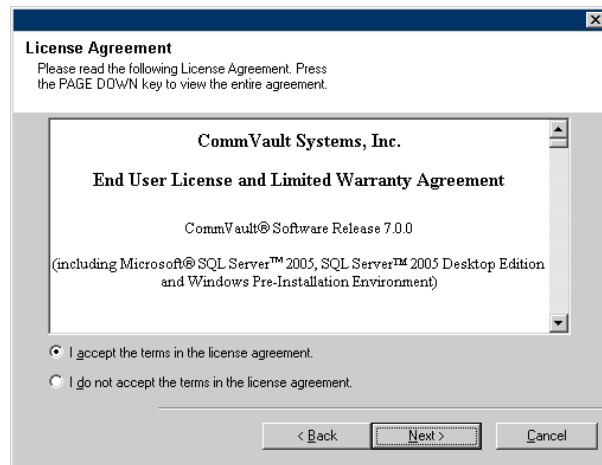 License Agreement
Please read the following License Agreement. Press
the PAGE DOWN key to view the entire agreement.
CommVault Systems, Inc.
End User License and Limited Warranty Agreement
CommVault® Software Release 7.0.0
(including Microsoft® SQL Server™ 2005, SQL Server™ 2005 Desktop Edition
and Windows Pre-Installation Environment)
I accept the terms in the license agreement.
I do not accept the terms in the license agreement.
< Back
Next >
Cancel